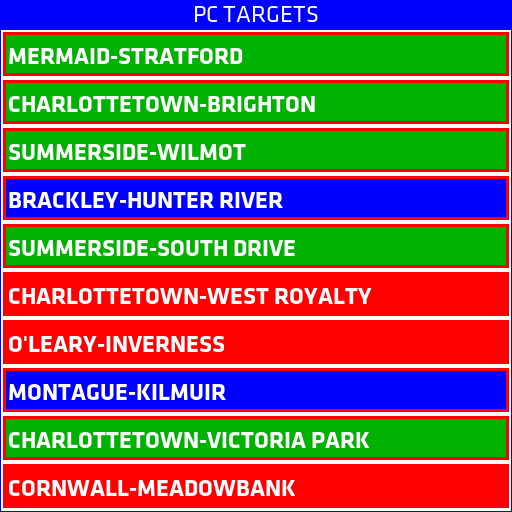 PC TARGETS
MERMAID-STRATFORD
CHARLOTTETOWN-BRIGHTON
SUMMERSIDE-WILMOT
BRACKLEY-HUNTER RIVER
SUMMERSIDE-SOUTH DRIVE
CHARLOTTETOWN-WEST ROYALTY
O'LEARY-INVERNESS
MONTAGUE-KILMUIR
CHARLOTTETOWN-VICTORIA PARK
CORNWALL-MEADOWBANK